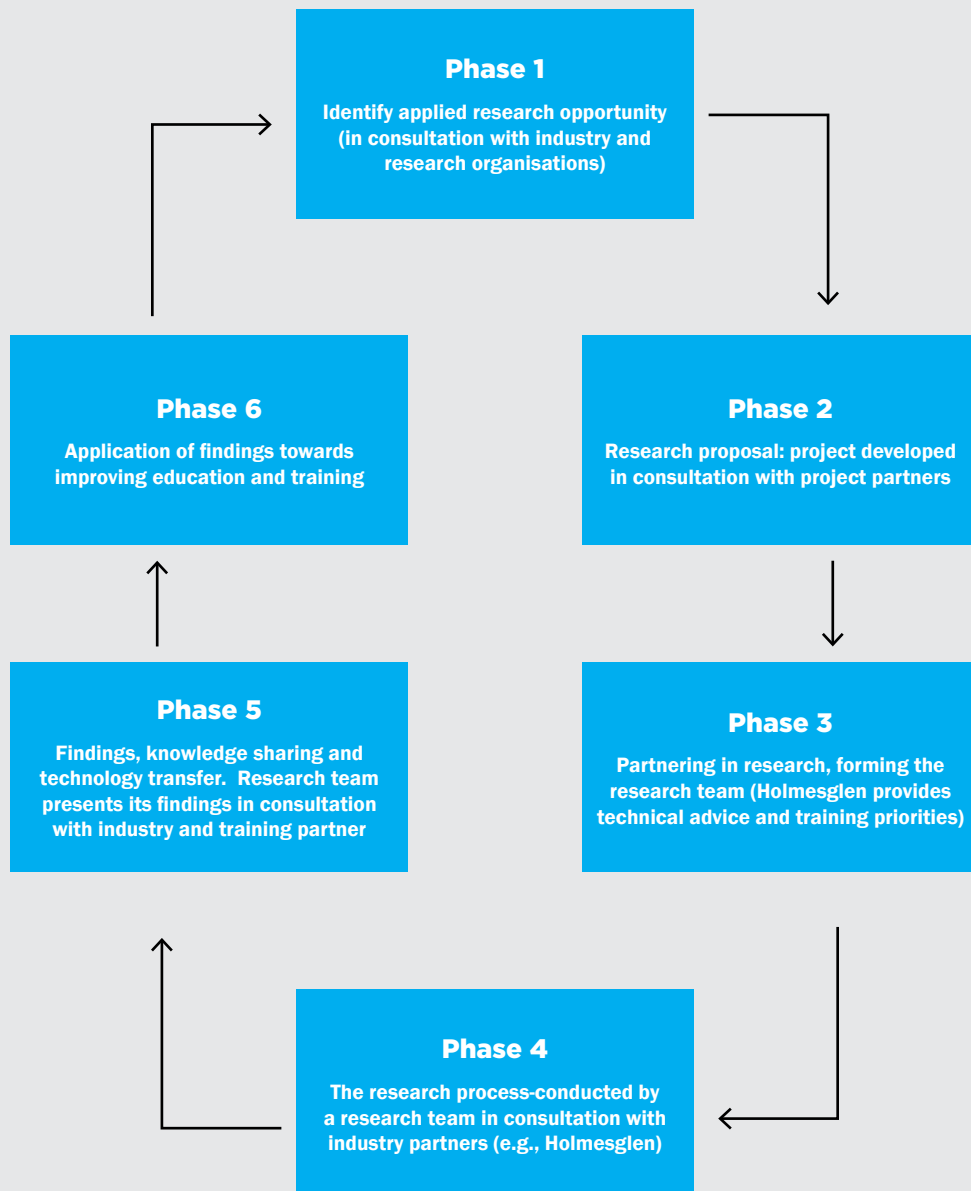 Phase 1
Identify applied research opportunity
(in consultation with industry and
research organisations)
Phase 2
Research proposal: project developed
in consultation with project partners
Phase 3
Partnering in research, forming the
research team (Holmesglen provides
technical advice and training priorities)
Phase 4
The research process-conducted by
a research team in consultation with
industry partners (e.g., Holmesglen)
Phase 5
Findings, knowledge sharing and
technology transfer.  Research team
presents its findings in consultation
with industry and training partner
Phase 6
Application of findings towards
improving education and training